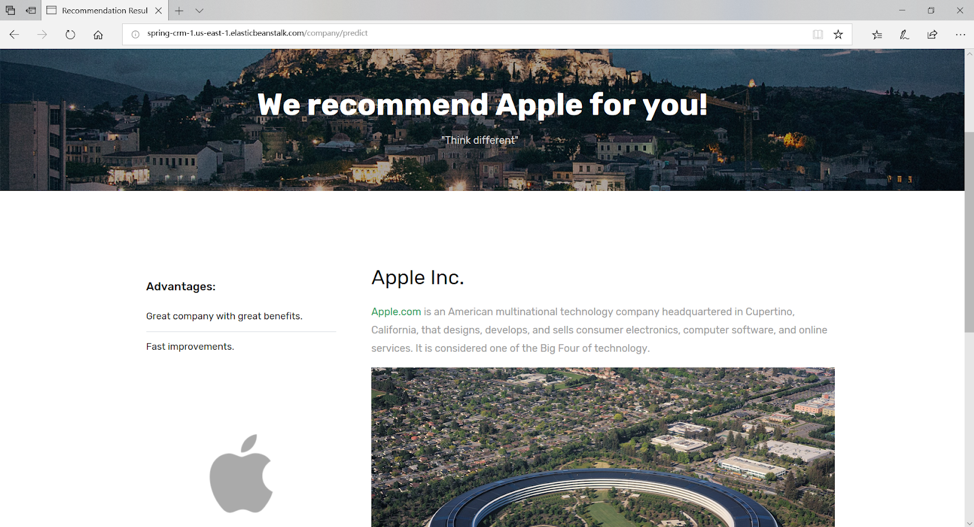 Recommendation Resul
spring-crm-1.us-east-1.elasticbeanstalk.com/company/predict
We recommend Apple for you!
"Think different"
Advantages:
Great company with great benefits.
Fast improvements.
Apple Inc.
Apple.com is an American multinational technology company headquartered in Cupertino,
California, that designs, develops, and sells consumer electronics, computer software, and online
services. It is considered one of the Big Four of technology.